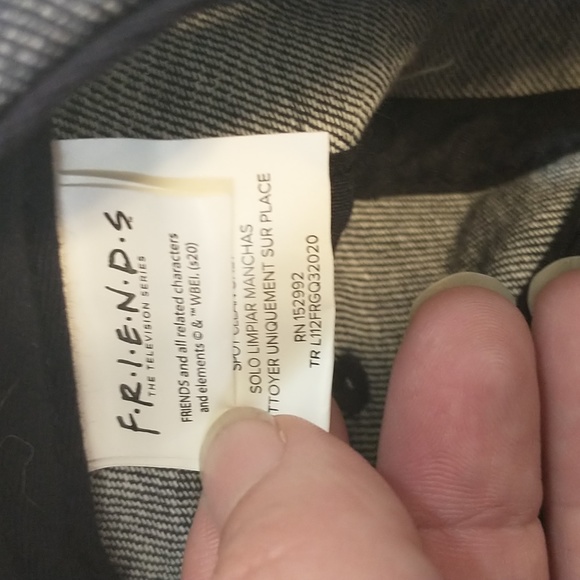 F·R·I·E·N·D·S
THE TELEVISION SERIES
FRIENDS and all related characters
and elements © & ™ WBEI. (s20)
SOLO LIMPIAR MANCHAS
TTOYER UNIQUEMENT SUR PLACE
RN 152992
TR L112FRGQ32020